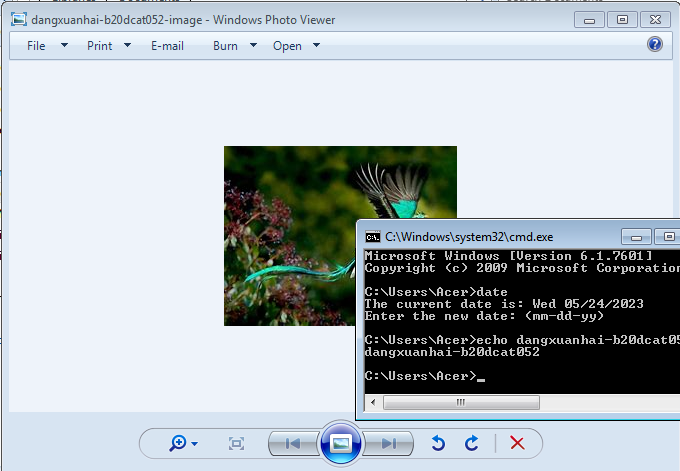 dangxuanhai-b20dcat052-image - Windows Photo Viewer
File Print E-mail Burn Open
C:\Windows\system32\cmd.exe
Microsoft Windows [Version 6.1.7601]
Copyright (c) 2009 Microsoft Corporation
C:\Users\Acer>date
The current date is: Wed 05/24/2023
Enter the new date: (mm-dd-yy)
C:\Users\Acer>echo dangxuanhai-b20dcat05
dangxuanhai-b20dcat052
C:\Users\Acer>_